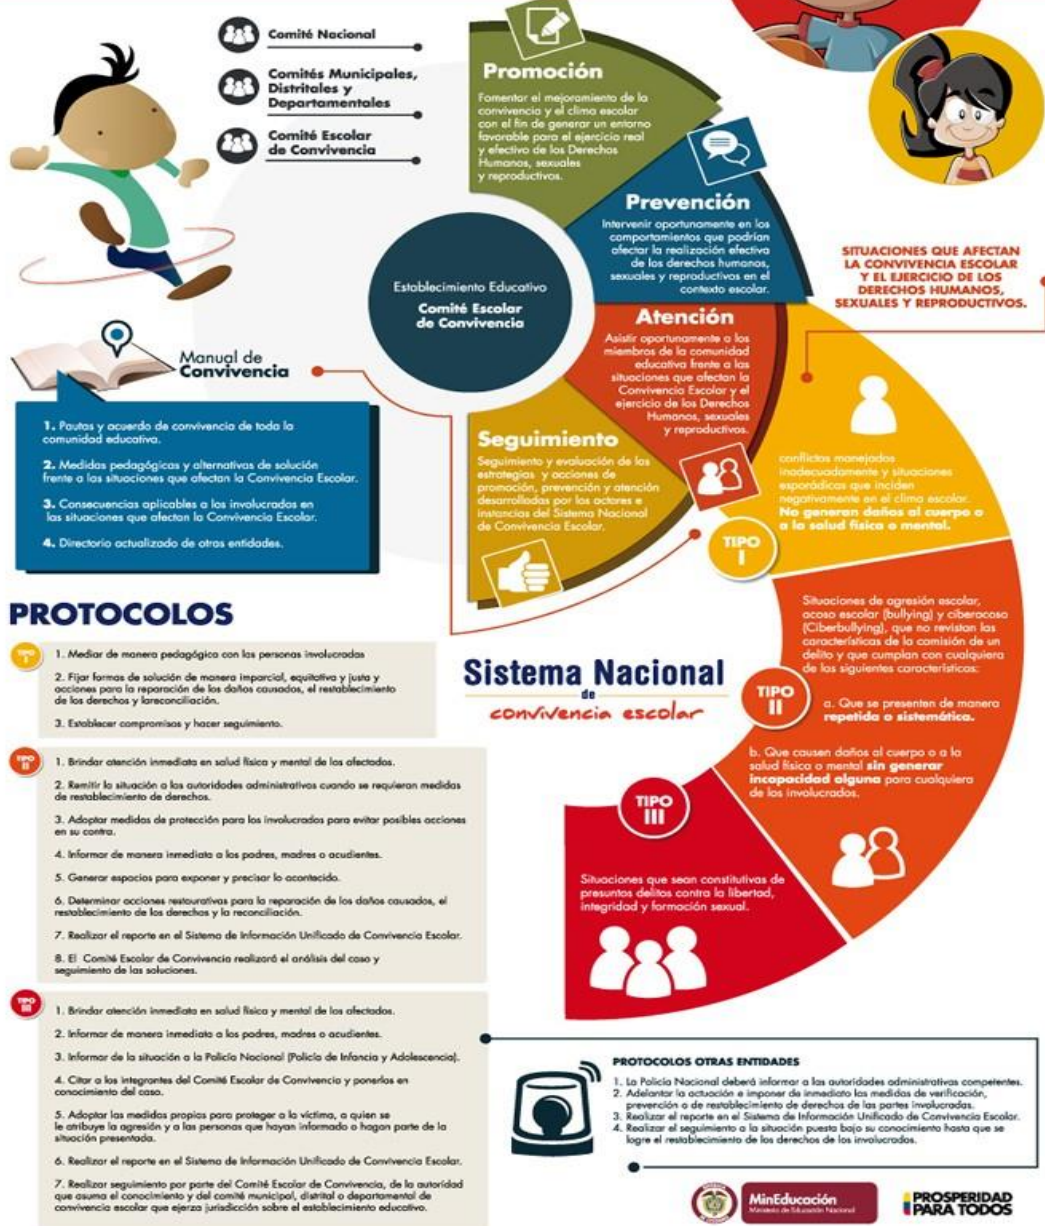 Comité Nacional
Comités Municipales,
Distritales y
Departamentales
Comité Escolar
de Convivencia
Promoción
Fomentar el mejoramiento de la
convivencia y el clima escolar
con el fin de generar un entorno
favorable para el ejercicio real
y efectivo de los Derechos
Humanos, sexuales
y reproductivos.
Prevención
Intervenir oportunamente en los
comportamientos que podrían
afectar la realización efectiva
de los derechos humanos,
sexuales y reproductivos en el
contexto escolar.
Establecimiento Educativo
Comité Escolar
de Convivencia
Atención
Asistir oportunamente a los
miembros de la comunidad
educativa frente a las
situaciones que afectan la
Convivencia Escolar y el
ejercicio de los Derechos
Humanos, sexuales
y reproductivos.
Seguimiento
Seguimiento y evaluación de las
estrategias y acciones de
promoción, prevención y atención
desarrolladas por los actores e
instancias del Sistema Nacional
de Convivencia Escolar.
SITUACIONES QUE AFECTAN
LA CONVIVENCIA ESCOLAR
Y EL EJERCICIO DE LOS
DERECHOS HUMANOS,
SEXUALES Y REPRODUCTIVOS.
Manual de
Convivencia
1. Pautas y acuerdo de convivencia de toda la
comunidad educativa.
2. Medidas pedagógicas y alternativas de solución
frente a las situaciones que afectan la Convivencia Escolar.
3. Consecuencias aplicables a los involucrados en
las situaciones que afectan la Convivencia Escolar.
4. Directorio actualizado de otras entidades.
TIPO
I
conflictos manejados
inadecuadamente y situaciones
esporádicas que inciden
negativamente en el clima escolar.
No generan daños al cuerpo o
a la salud física o mental.
TIPO
II
Situaciones de agresión escolar,
acoso escolar (bullying) y ciberacoso
(Ciberbullying), que no revistan las
características de la comisión de un
delito y que cumplan con cualquiera
de las siguientes características:
a. Que se presenten de manera
repetida o sistemática.
b. Que causen daños al cuerpo o a la
salud física o mental sin generar
incapacidad alguna para cualquiera
de los involucrados.
TIPO
III
Situaciones que sean constitutivas de
presuntos delitos contra la libertad,
integridad y formación sexual.
Sistema Nacional
de
convivencia escolar
PROTOCOLOS
TIPO
I
1. Mediar de manera pedagógica con las personas involucradas
2. Fijar formas de solución de manera imparcial, equitativa y justa y
acciones para la reparación de los daños causados, el restablecimiento
de los derechos y lareconciliación.
3. Establecer compromisos y hacer seguimiento.
TIPO
II
1. Brindar atención inmediata en salud física y mental de los afectados.
2. Remitir la situación a las autoridades administrativas cuando se requieran medidas
de restablecimiento de derechos.
3. Adoptar medidas de protección para los involucrados para evitar posibles acciones
en su contra.
4. Informar de manera inmediata a los padres, madres o acudientes.
5. Generar espacios para exponer y precisar lo acontecido.
6. Determinar acciones restaurativas para la reparación de los daños causados, el
restablecimiento de los derechos y la reconciliación.
7. Realizar el reporte en el Sistema de Información Unificado de Convivencia Escolar.
8. El Comité Escolar de Convivencia realizará el análisis del caso y
seguimiento de las soluciones.
TIPO
III
1. Brindar atención inmediata en salud física y mental de los afectados.
2. Informar de manera inmediata a los padres, madres o acudientes.
3. Informar de la situación a la Policía Nacional (Policía de Infancia y Adolescencia).
4. Citar a los integrantes del Comité Escolar de Convivencia y ponerlos en
conocimiento del caso.
5. Adoptar las medidas propias para proteger a la víctima, a quien se
le atribuye la agresión y a las personas que hayan informado o hagan parte de la
situación presentada.
6. Realizar el reporte en el Sistema de Información Unificado de Convivencia Escolar.
7. Realizar seguimiento por parte del Comité Escolar de Convivencia, de la autoridad
que asuma el conocimiento y del comité municipal, distrital o departamental de
convivencia escolar que ejerza jurisdicción sobre el establecimiento educativo.
PROTOCOLOS OTRAS ENTIDADES
1. La Policía Nacional deberá informar a las autoridades administrativas competentes.
2. Adelantar la actuación e imponer de inmediato las medidas de verificación,
prevención o de restablecimiento de derechos de las partes involucradas.
3. Realizar el reporte en el Sistema de Información Unificado de Convivencia Escolar.
4. Realizar el seguimiento a la situación puesta bajo su conocimiento hasta que se
logre el restablecimiento de los derechos de los involucrados.
MinEducación
Ministerio de Educación Nacional
PROSPERIDAD
PARA TODOS